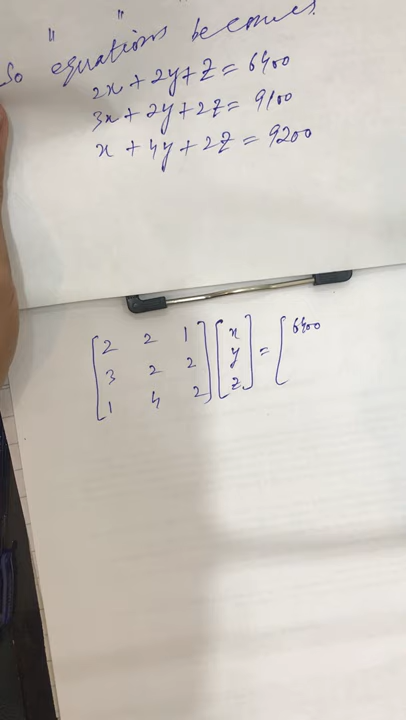 " "
So equations becomes.
2x + 2y + z = 6400
3x + 2y + 2z = 9100
x + 4y + 2z = 9200
[2 2 1] [x] = [6400
[3 2 2] [y]
[1 4 2] [z]